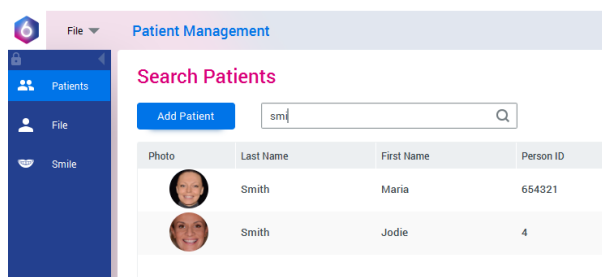 6
File
Patient Management
Patients
File
Smile
Search Patients
Add Patient
smi
Photo Last Name First Name Person ID
Smith Maria 654321
Smith Jodie 4